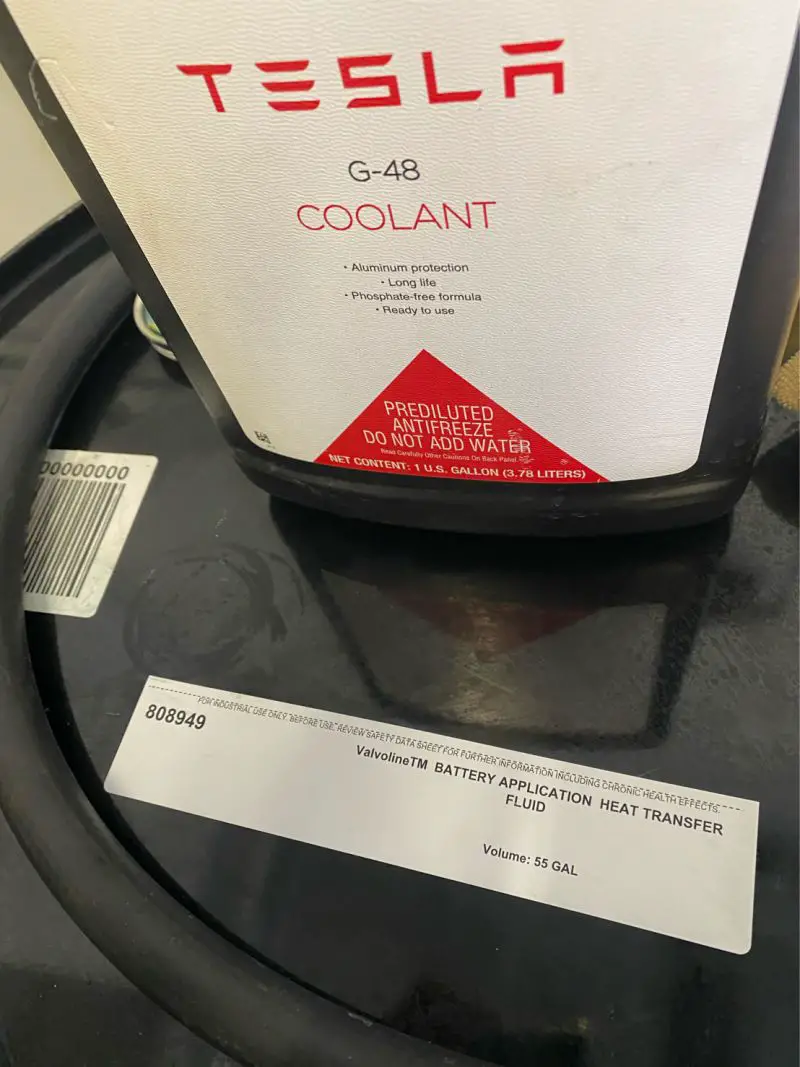 TESLA
G-48
COOLANT
• Aluminum protection
• Long life
• Phosphate-free formula
• Ready to use
PREDILUTED
ANTIFREEZE
DO NOT ADD WATER
Read Carefully Other Cautions On Back Panel.
NET CONTENT: 1 U.S. GALLON (3.78 LITERS)
00000000
FOR INDUSTRIAL USE ONLY. BEFORE USE, REVIEW SAFETY DATA SHEET FOR FURTHER INFORMATION INCLUDING CHRONIC HEALTH EFFECTS.
808949
ValvolineTM BATTERY APPLICATION HEAT TRANSFER
FLUID
Volume: 55 GAL